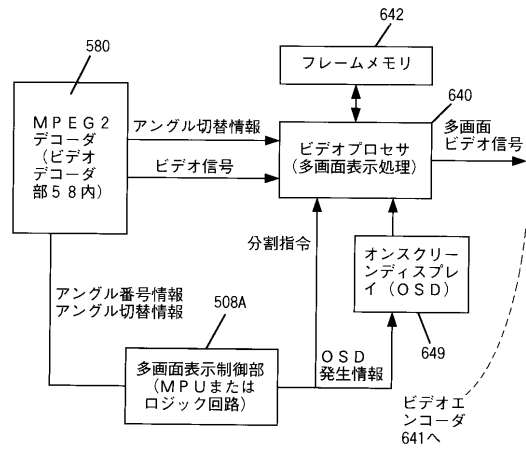 642
フレームメモリ
580
640
MPEG2
デコーダ
(ビデオ
デコーダ
部58内)
アングル切替情報
ビデオ信号
ビデオプロセサ
(多画面表示処理)
多画面
ビデオ信号
分割指令
オンスクリー
ンディスプレ
イ(OSD)
649
アングル番号情報
アングル切替情報
508A
多画面表示制御部
(MPUまたは
ロジック回路)
OSD
発生情報
ビデオエ
ンコーダ
641へ